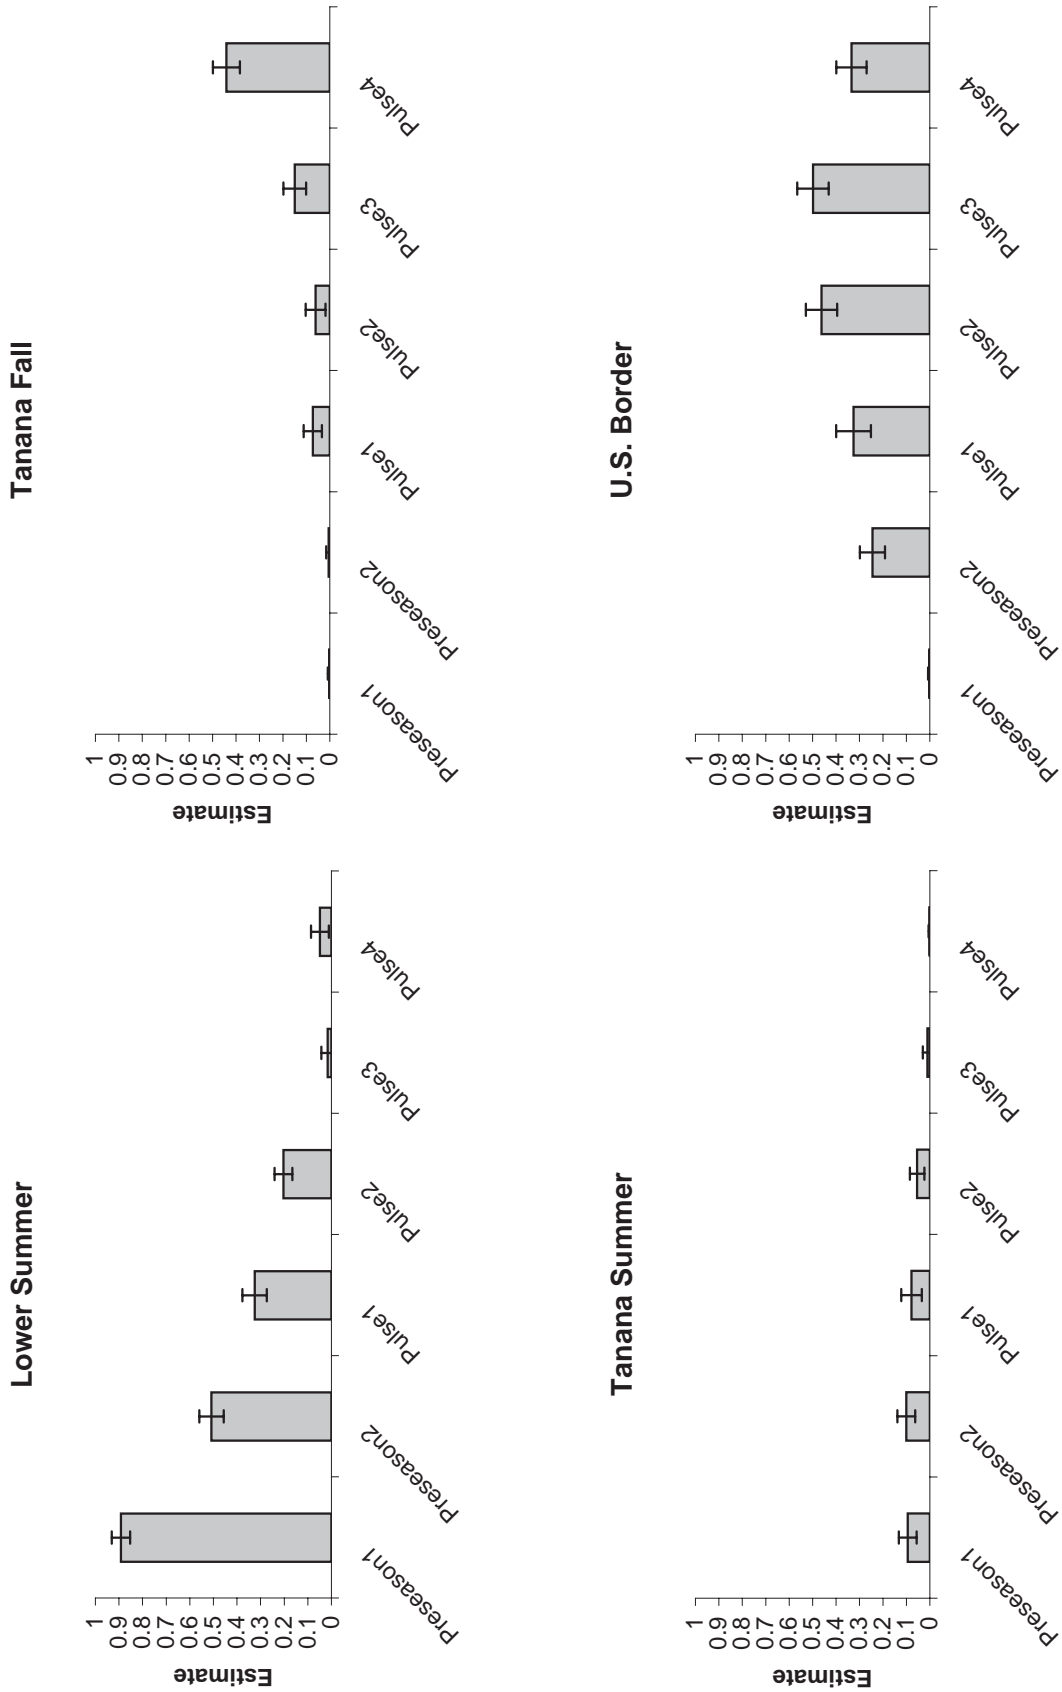 Lower Summer
Estimate
1
0.9
0.8
0.7
0.6
0.5
0.4
0.3
0.2
0.1
0
Preseason1
Preseason2
Pulse1
Pulse2
Pulse3
Pulse4
Tanana Fall
Estimate
1
0.9
0.8
0.7
0.6
0.5
0.4
0.3
0.2
0.1
0
Preseason1
Preseason2
Pulse1
Pulse2
Pulse3
Pulse4
Tanana Summer
Estimate
1
0.9
0.8
0.7
0.6
0.5
0.4
0.3
0.2
0.1
0
Preseason1
Preseason2
Pulse1
Pulse2
Pulse3
Pulse4
U.S. Border
Estimate
1
0.9
0.8
0.7
0.6
0.5
0.4
0.3
0.2
0.1
0
Preseason1
Preseason2
Pulse1
Pulse2
Pulse3
Pulse4